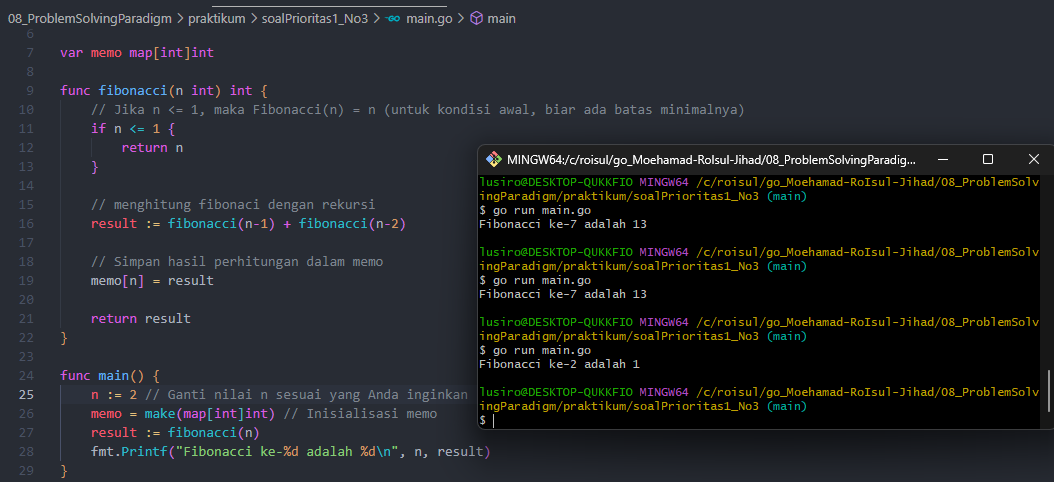 08_ProblemSolvingParadigm > praktikum > soalPrioritas1_No3 > main.go > main
6
7 var memo map[int]int
8
9 func fibonacci(n int) int {
10 // Jika n <= 1, maka Fibonacci(n) = n (untuk kondisi awal, biar ada batas minimalnya)
11 if n <= 1 {
12 return n
13 }
14
15 // menghitung fibonaci dengan rekursi
16 result := fibonacci(n-1) + fibonacci(n-2)
17
18 // Simpan hasil perhitungan dalam memo
19 memo[n] = result
20
21 return result
22 }
23
24 func main() {
25 n := 2 // Ganti nilai n sesuai yang Anda inginkan
26 memo = make(map[int]int) // Inisialisasi memo
27 result := fibonacci(n)
28 fmt.Printf("Fibonacci ke-%d adalah %d\n", n, result)
29 }
MINGW64:/c/roisul/go_Moehamad-RoIsul-Jihad/08_ProblemSolvingParadig...
lusiro@DESKTOP-QUKKFIO MINGW64 /c/roisul/go_Moehamad-RoIsul-Jihad/08_ProblemSolv
ingParadigm/praktikum/soalPrioritas1_No3 (main)
$ go run main.go
Fibonacci ke-7 adalah 13
lusiro@DESKTOP-QUKKFIO MINGW64 /c/roisul/go_Moehamad-RoIsul-Jihad/08_ProblemSolv
ingParadigm/praktikum/soalPrioritas1_No3 (main)
$ go run main.go
Fibonacci ke-7 adalah 13
lusiro@DESKTOP-QUKKFIO MINGW64 /c/roisul/go_Moehamad-RoIsul-Jihad/08_ProblemSolv
ingParadigm/praktikum/soalPrioritas1_No3 (main)
$ go run main.go
Fibonacci ke-2 adalah 1
lusiro@DESKTOP-QUKKFIO MINGW64 /c/roisul/go_Moehamad-RoIsul-Jihad/08_ProblemSolv
ingParadigm/praktikum/soalPrioritas1_No3 (main)
$